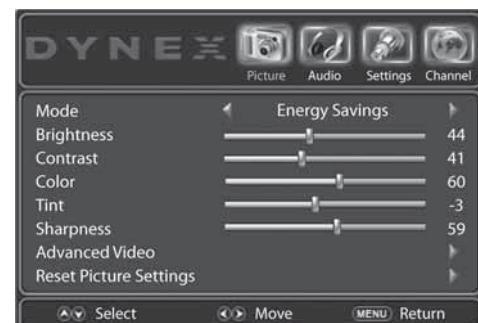 DYNEX
Picture Audio Settings Channel
Mode Energy Savings
Brightness 44
Contrast 41
Color 60
Tint -3
Sharpness 59
Advanced Video
Reset Picture Settings
Select Move MENU Return